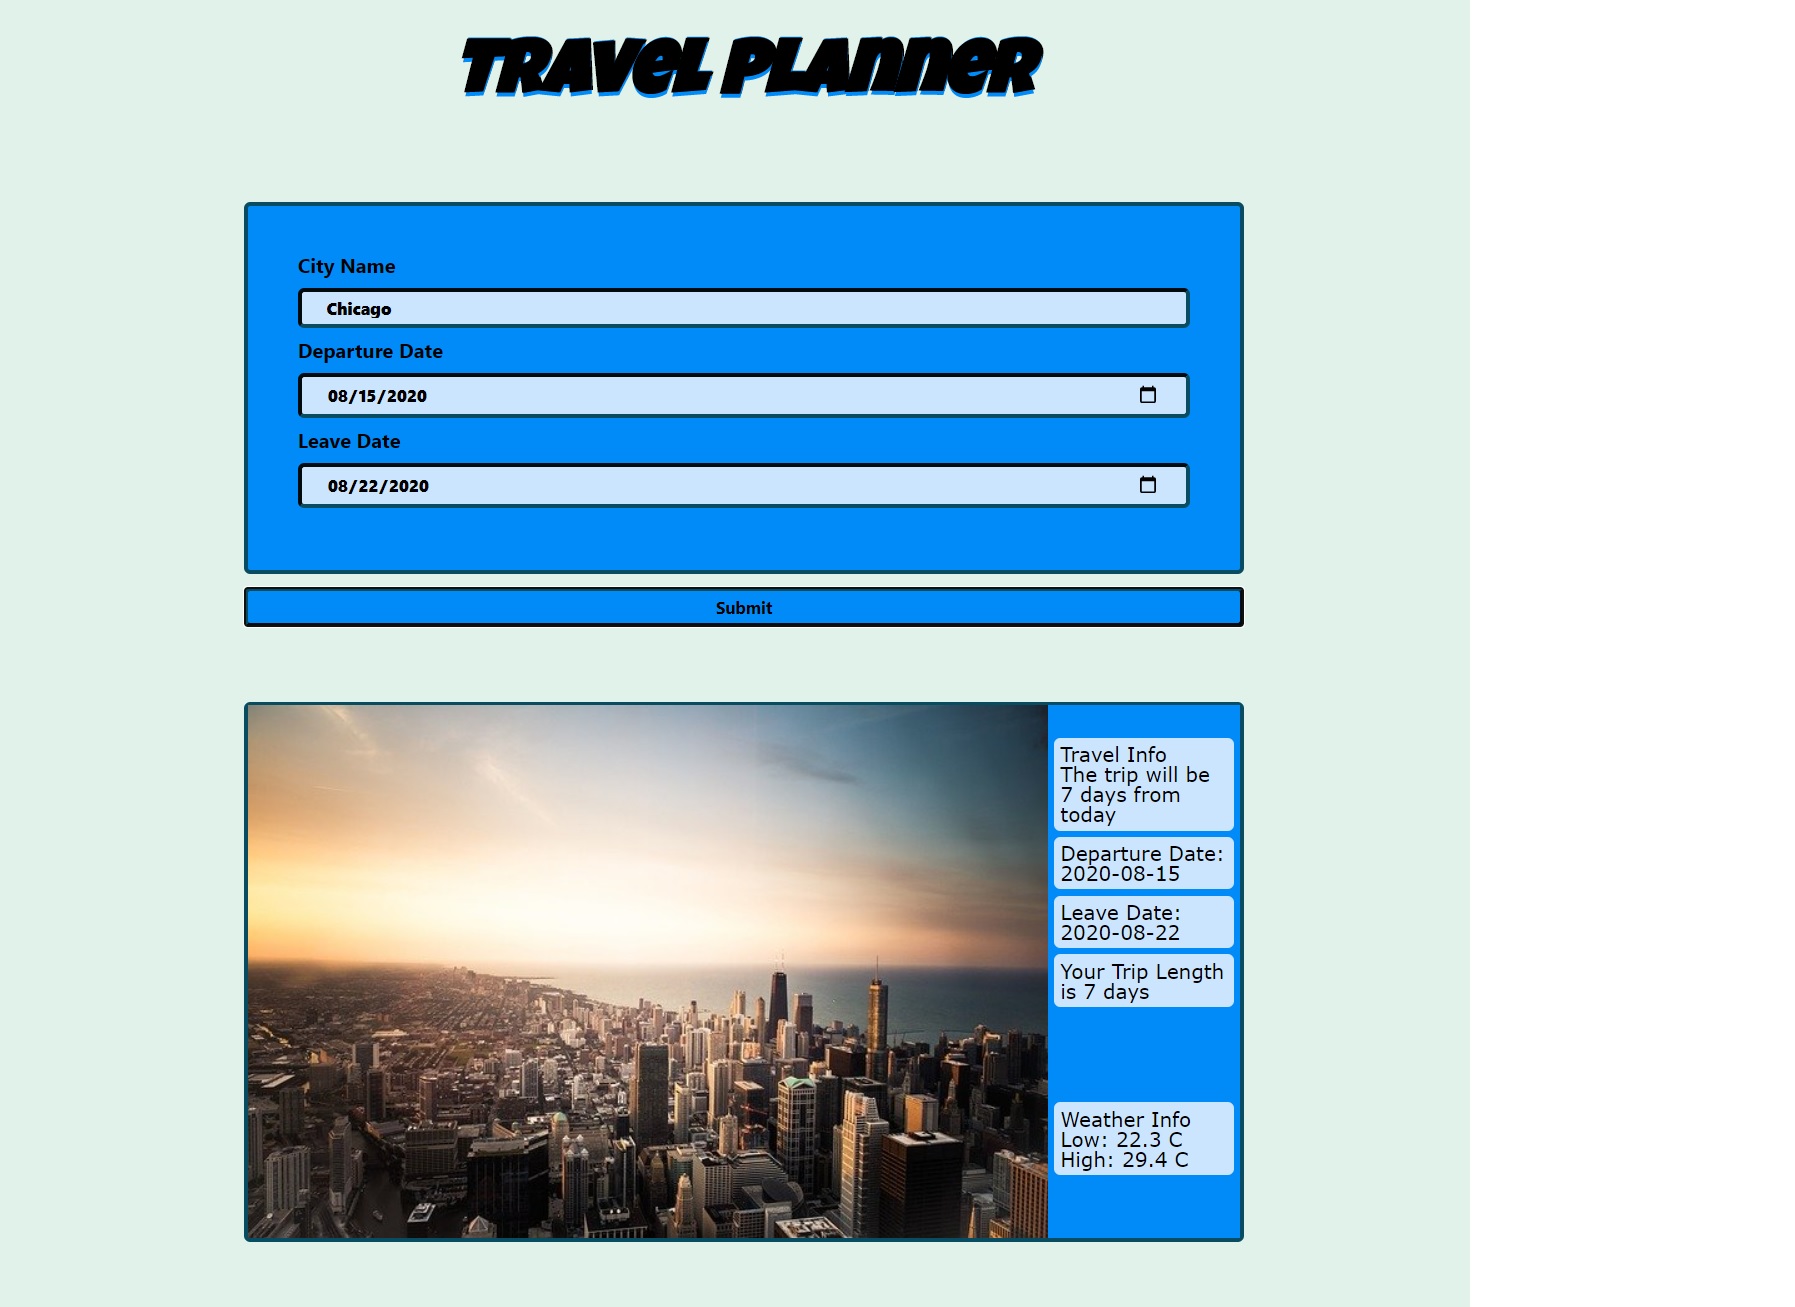 Travel Planner
City Name
Chicago
Departure Date
08/15/2020
Leave Date
08/22/2020
Submit
Travel Info
The trip will be
7 days from
today
Departure Date:
2020-08-15
Leave Date:
2020-08-22
Your Trip Length
is 7 days
Weather Info
Low: 22.3 C
High: 29.4 C